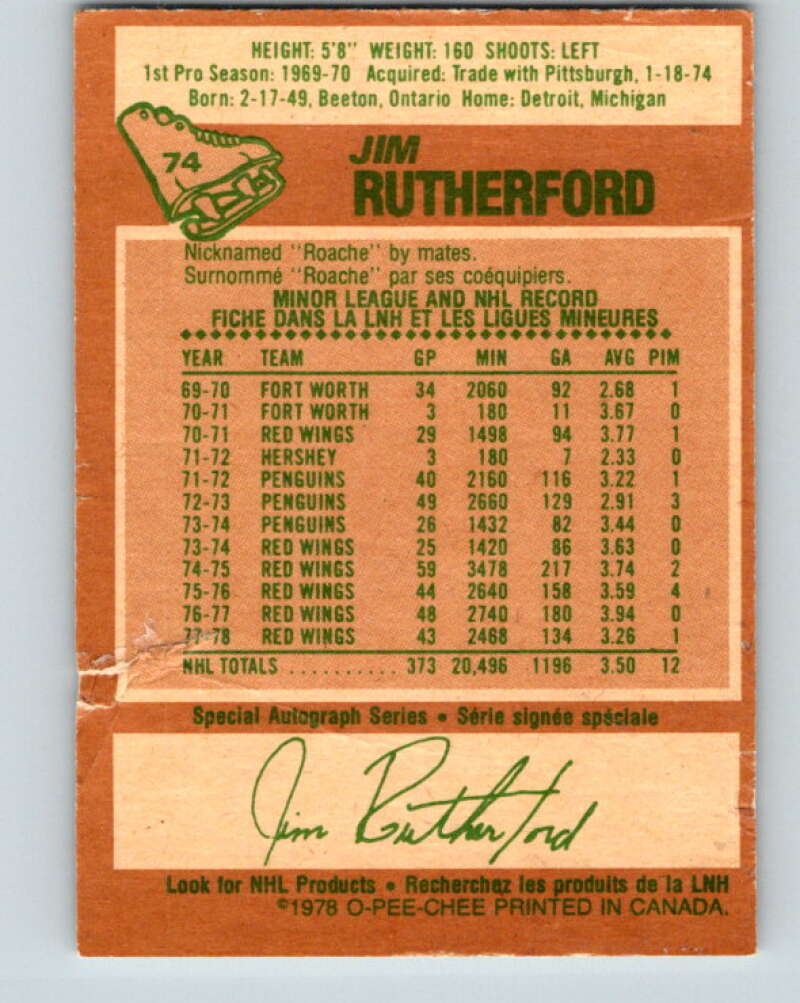 HEIGHT: 5'8" WEIGHT: 160 SHOOTS: LEFT
1st Pro Season: 1969-70 Acquired: Trade with Pittsburgh, 1-18-74
Born: 2-17-49, Beeton, Ontario Home: Detroit, Michigan
74
JIM
RUTHERFORD
Nicknamed "Roache" by mates.
Surnommé "Roache" par ses coéquipiers.
MINOR LEAGUE AND NHL RECORD
FICHE DANS LA LNH ET LES LIGUES MINEURES
YEAR TEAM GP MIN GA AVG PIM
69-70 FORT WORTH 34 2060 92 2.68 1
70-71 FORT WORTH 3 180 11 3.67 0
70-71 RED WINGS 29 1498 94 3.77 1
71-72 HERSHEY 3 180 7 2.33 0
71-72 PENGUINS 40 2160 116 3.22 1
72-73 PENGUINS 49 2660 129 2.91 3
73-74 PENGUINS 26 1432 82 3.44 0
73-74 RED WINGS 25 1420 86 3.63 0
74-75 RED WINGS 59 3478 217 3.74 2
75-76 RED WINGS 44 2640 158 3.59 4
76-77 RED WINGS 48 2740 180 3.94 0
77-78 RED WINGS 43 2468 134 3.26 1
NHL TOTALS .......... 373 20,496 1196 3.50 12
Special Autograph Series • Série signée spéciale
Jim Rutherford
Look for NHL Products • Recherchez les produits de la LNH
©1978 O-PEE-CHEE PRINTED IN CANADA.